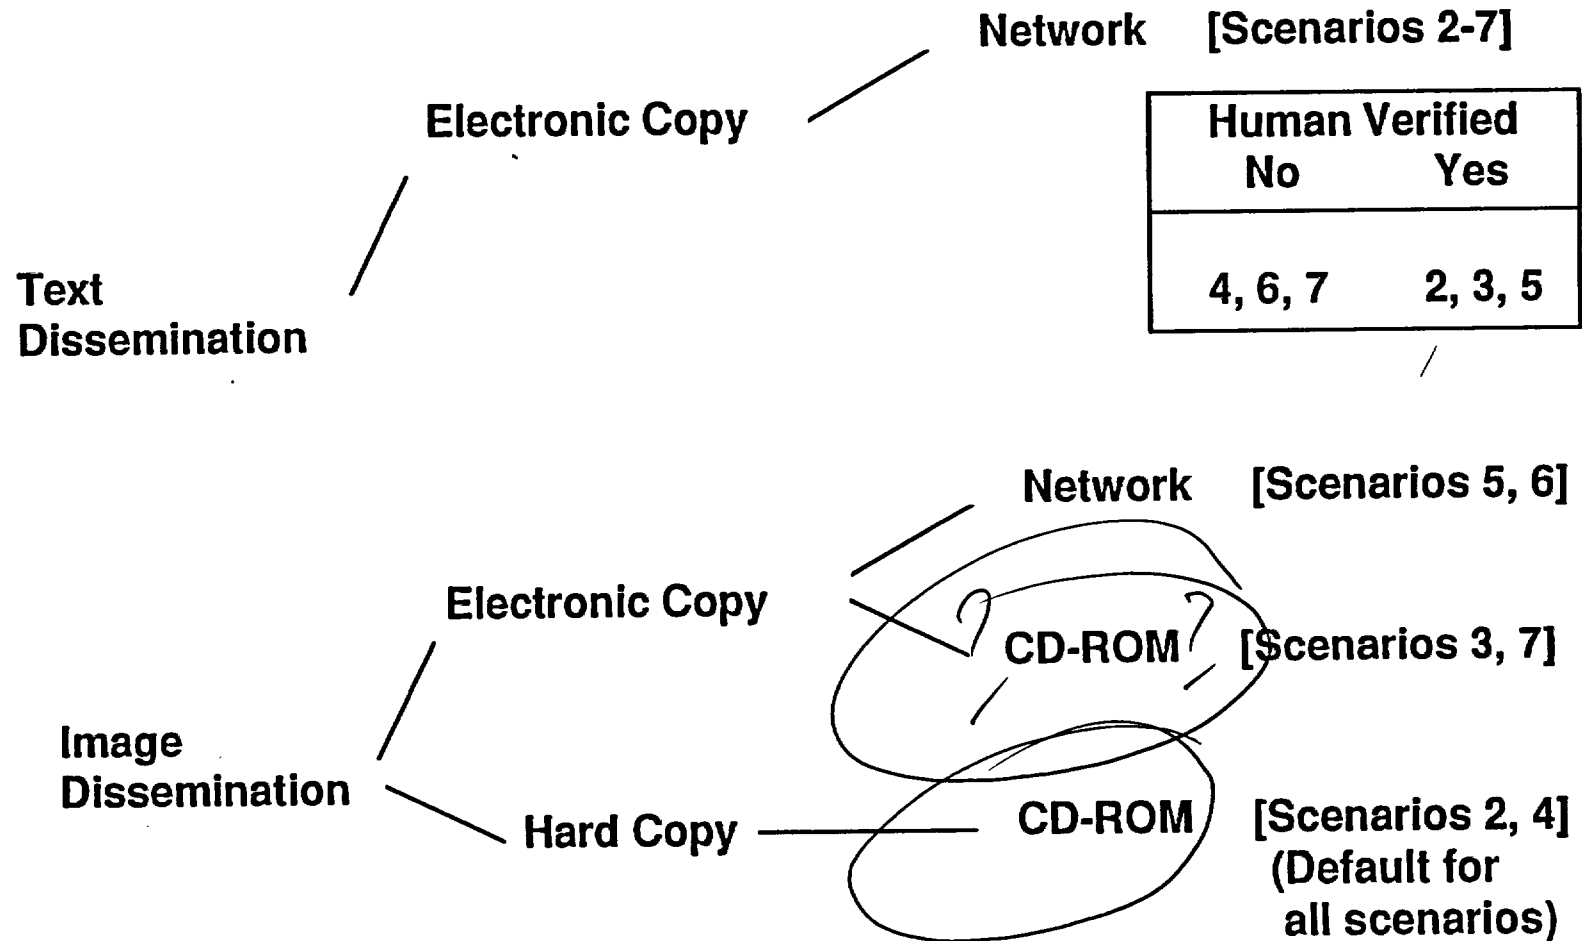 Network [Scenarios 2-7]
Electronic Copy
Human Verified
No Yes
4, 6, 7 2, 3, 5
Text
Dissemination
Network [Scenarios 5, 6]
Electronic Copy
? CD-ROM ? [Scenarios 3, 7]
Image
Dissemination
Hard Copy CD-ROM [Scenarios 2, 4]
(Default for
all scenarios)